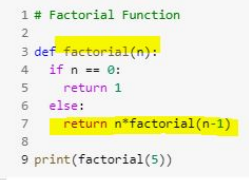 1 # Factorial Function
2
3 def factorial(n):
4   if n == 0:
5     return 1
6   else:
7     return n*factorial(n-1)
8
9 print(factorial(5))